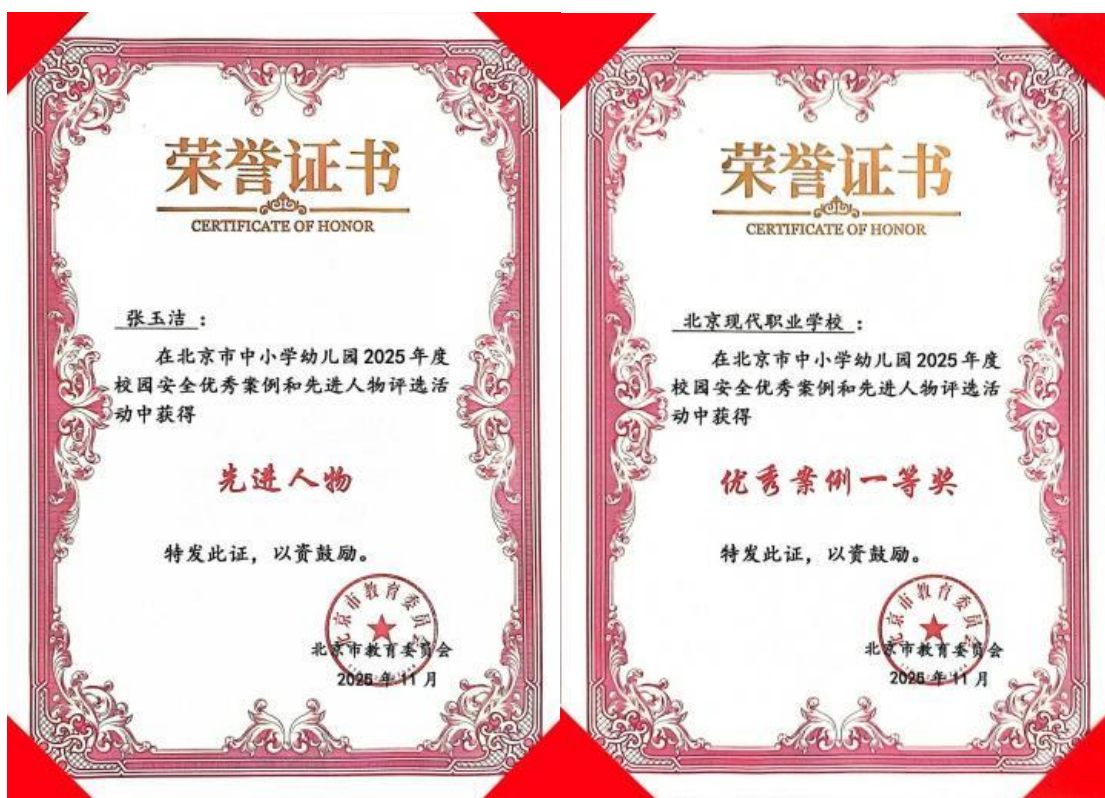 荣誉证书
CERTIFICATE OF HONOR
张玉洁：
在北京市中小学幼儿园2025年度
校园安全优秀案例和先进人物评选活
动中获得
先进人物
特发此证，以资鼓励。
北京市教育委员会
北京市教育委员会
2025年11月
荣誉证书
CERTIFICATE OF HONOR
北京现代职业学校：
在北京市中小学幼儿园2025年度
校园安全优秀案例和先进人物评选活
动中获得
优秀案例一等奖
特发此证，以资鼓励。
北京市教育委员会
北京市教育委员会
2025年11月